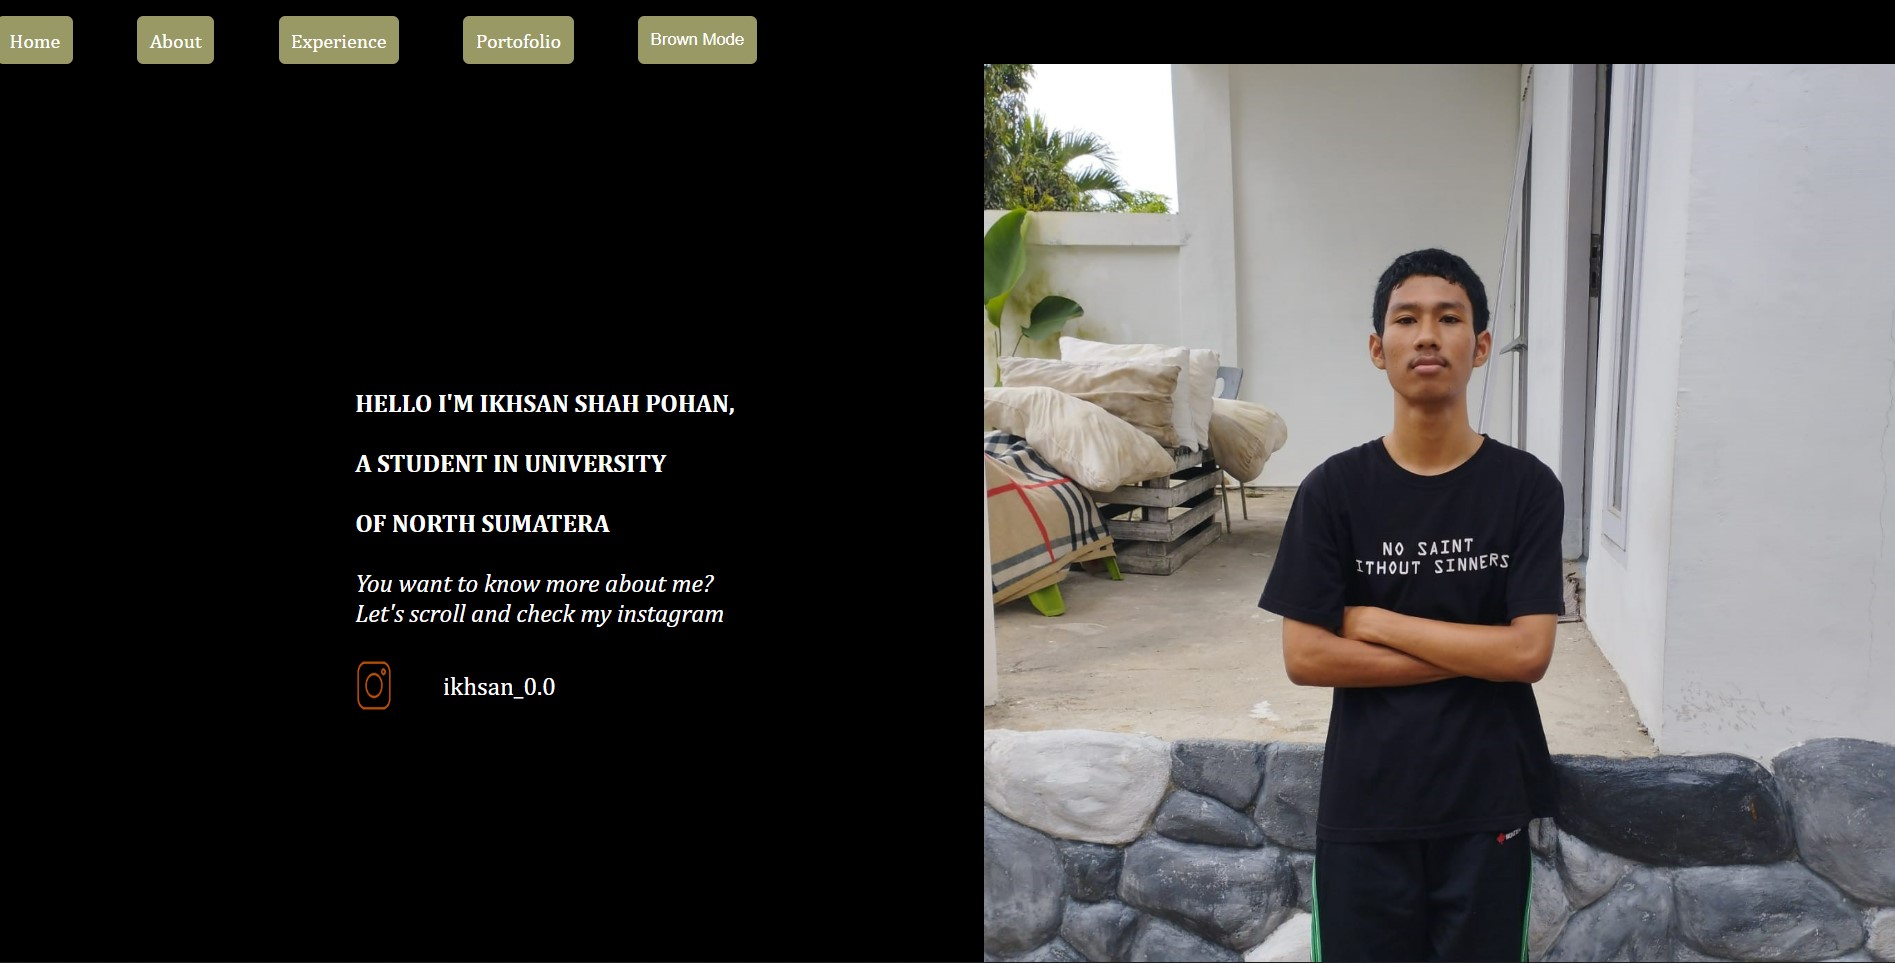 Home
About
Experience
Portofolio
Brown Mode
HELLO I'M IKHSAN SHAH POHAN,
A STUDENT IN UNIVERSITY
OF NORTH SUMATERA
You want to know more about me?
Let's scroll and check my instagram
ikhsan_0.0
NO SAINT
ITHOUT SINNERS